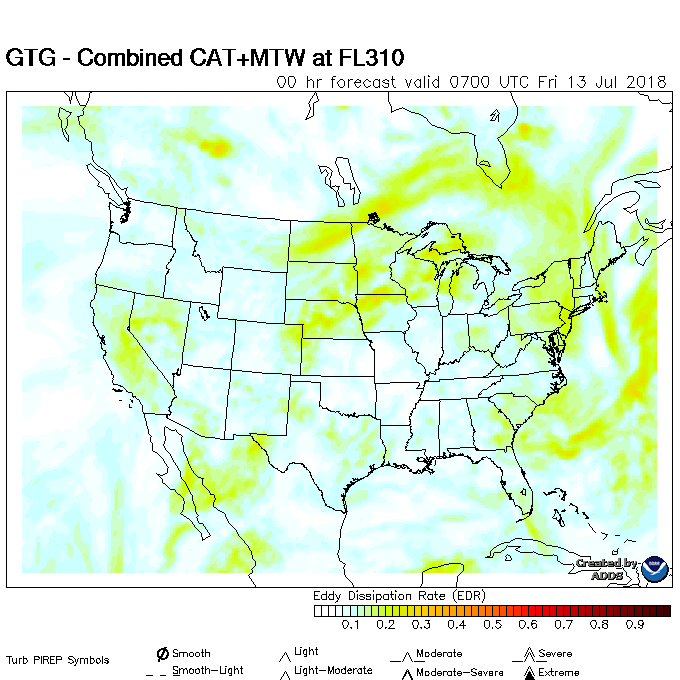 GTG - Combined CAT+MTW at FL310
00 hr forecast valid 0700 UTC Fri 13 Jul 2018
Created by
ADDS
Eddy Dissipation Rate (EDR)
0.1 0.2 0.3 0.4 0.5 0.6 0.7 0.8 0.9
Turb PIREP Symbols
Smooth Light Moderate Severe
Smooth-Light Light-Moderate Moderate-Severe Extreme